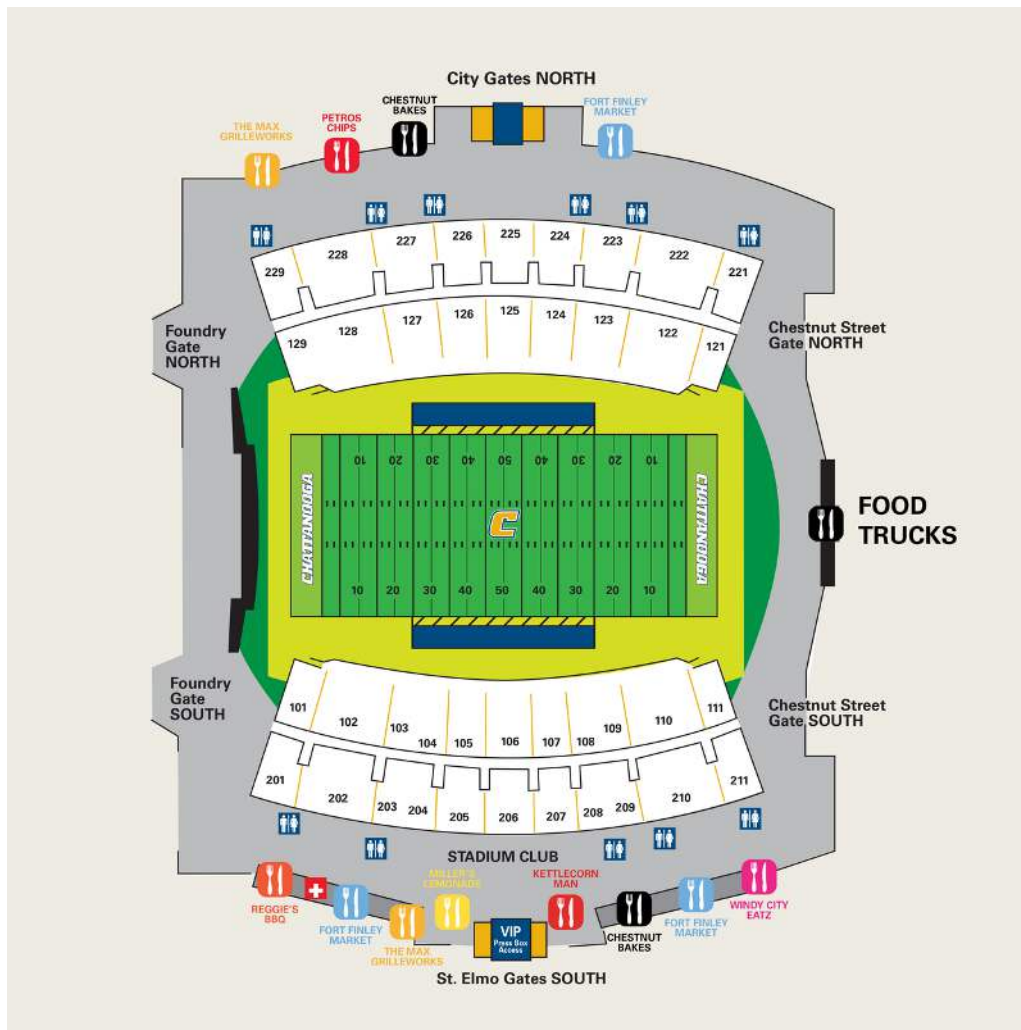 City Gates NORTH
CHESTNUT
BAKES
FORT FINLEY
MARKET
PETROS
CHIPS
THE MAX
GRILLEWORKS
229
228
227
226
225
224
223
222
221
129
128
127
126
125
124
123
122
121
Foundry
Gate
NORTH
Chestnut Street
Gate NORTH
10 20 30 40 50 40 30 20 10
CHATTANOOGA
C
CHATTANOOGA
FOOD
TRUCKS
10 20 30 40 50 40 30 20 10
Foundry
Gate
SOUTH
Chestnut Street
Gate SOUTH
101
102
103
104
105
106
107
108
109
110
111
201
202
203
204
205
206
207
208
209
210
211
STADIUM CLUB
MILLER'S
LEMONADE
KETTLECORN
MAN
REGGIE'S
BBQ
FORT FINLEY
MARKET
THE MAX
GRILLEWORKS
VIP
Press Box
Access
CHESTNUT
BAKES
FORT FINLEY
MARKET
WINDY CITY
EATZ
St. Elmo Gates SOUTH